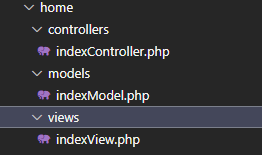 home
controllers
indexController.php
models
indexModel.php
views
indexView.php